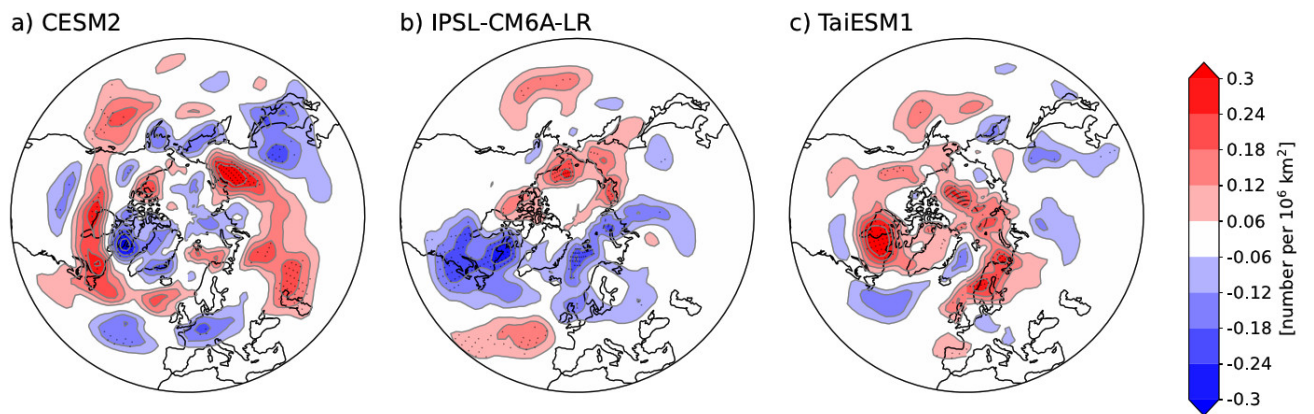 a) CESM2
b) IPSL-CM6A-LR
c) TaiESM1
0.3
0.24
0.18
0.12
0.06
-0.06
-0.12
-0.18
-0.24
-0.3
[number per 10⁶ km²]